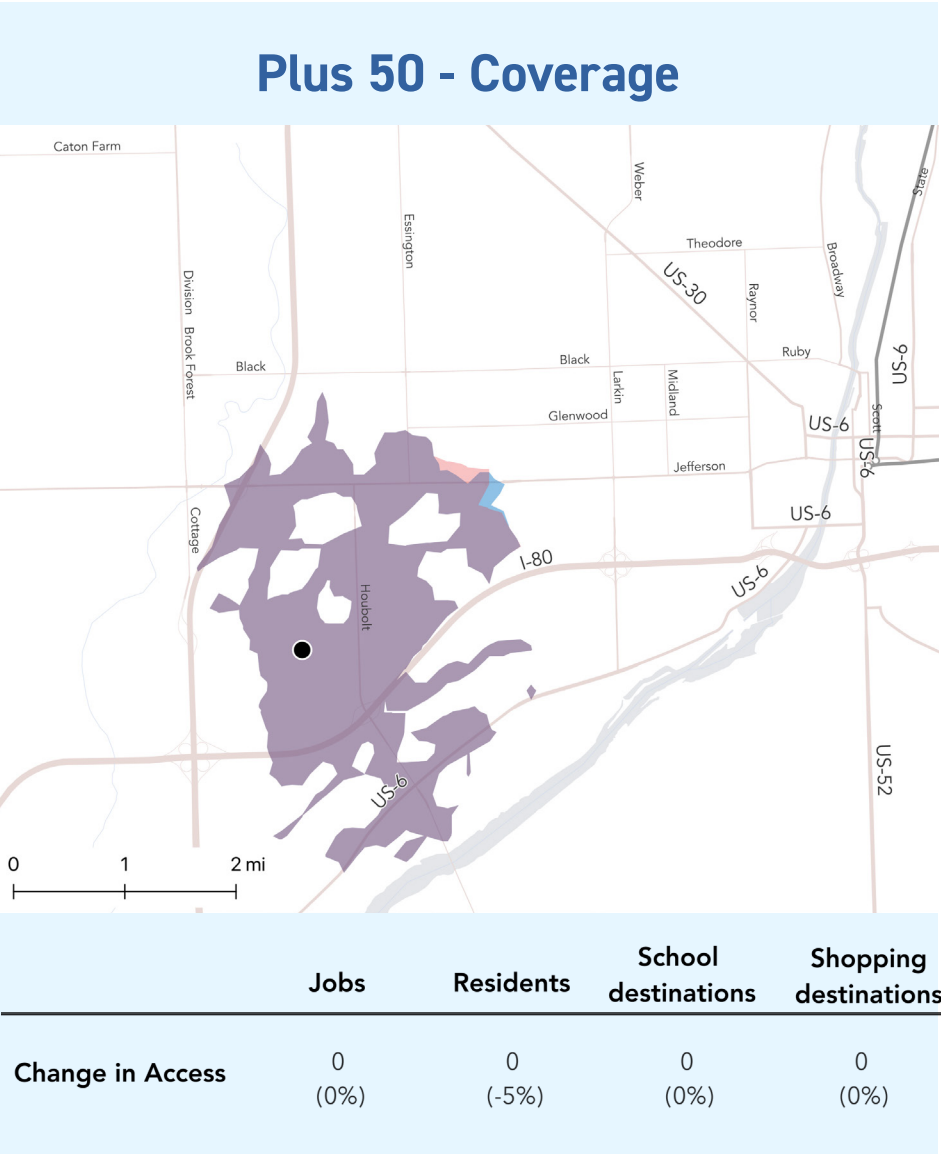 Plus 50 - Coverage
Caton Farm
Weber
State
Essington
Theodore
Broadway
US-30
Division
Raynor
Brook Forest
Ruby
US-6
Black
Black
Larkin
Midland
Glenwood
Scott
US-6
US-6
Jefferson
Cottage
US-6
I-80
US-6
Houbolt
US-52
US-6
0 1 2 mi
Jobs Residents School destinations Shopping destinations
Change in Access 0 0 0 0
(0%) (-5%) (0%) (0%)